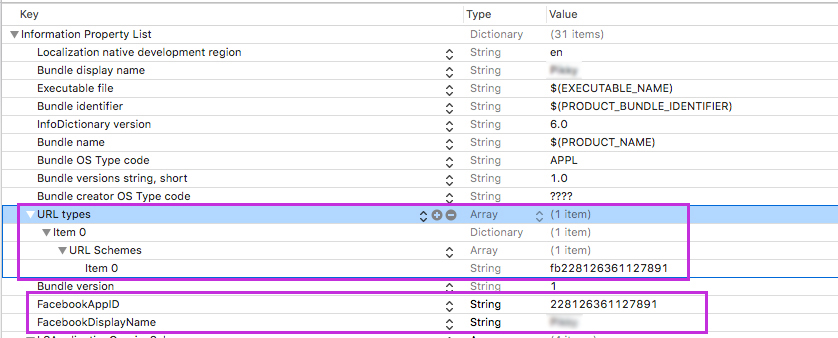 Key Type Value
Information Property List Dictionary (31 items)
Localization native development region String en
Bundle display name String
Executable file String $(EXECUTABLE_NAME)
Bundle identifier String $(PRODUCT_BUNDLE_IDENTIFIER)
InfoDictionary version String 6.0
Bundle name String $(PRODUCT_NAME)
Bundle OS Type code String APPL
Bundle versions string, short String 1.0
Bundle creator OS Type code String ????
URL types Array (1 item)
Item 0 Dictionary (1 item)
URL Schemes Array (1 item)
Item 0 String fb228126361127891
Bundle version String 1
FacebookAppID String 228126361127891
FacebookDisplayName String